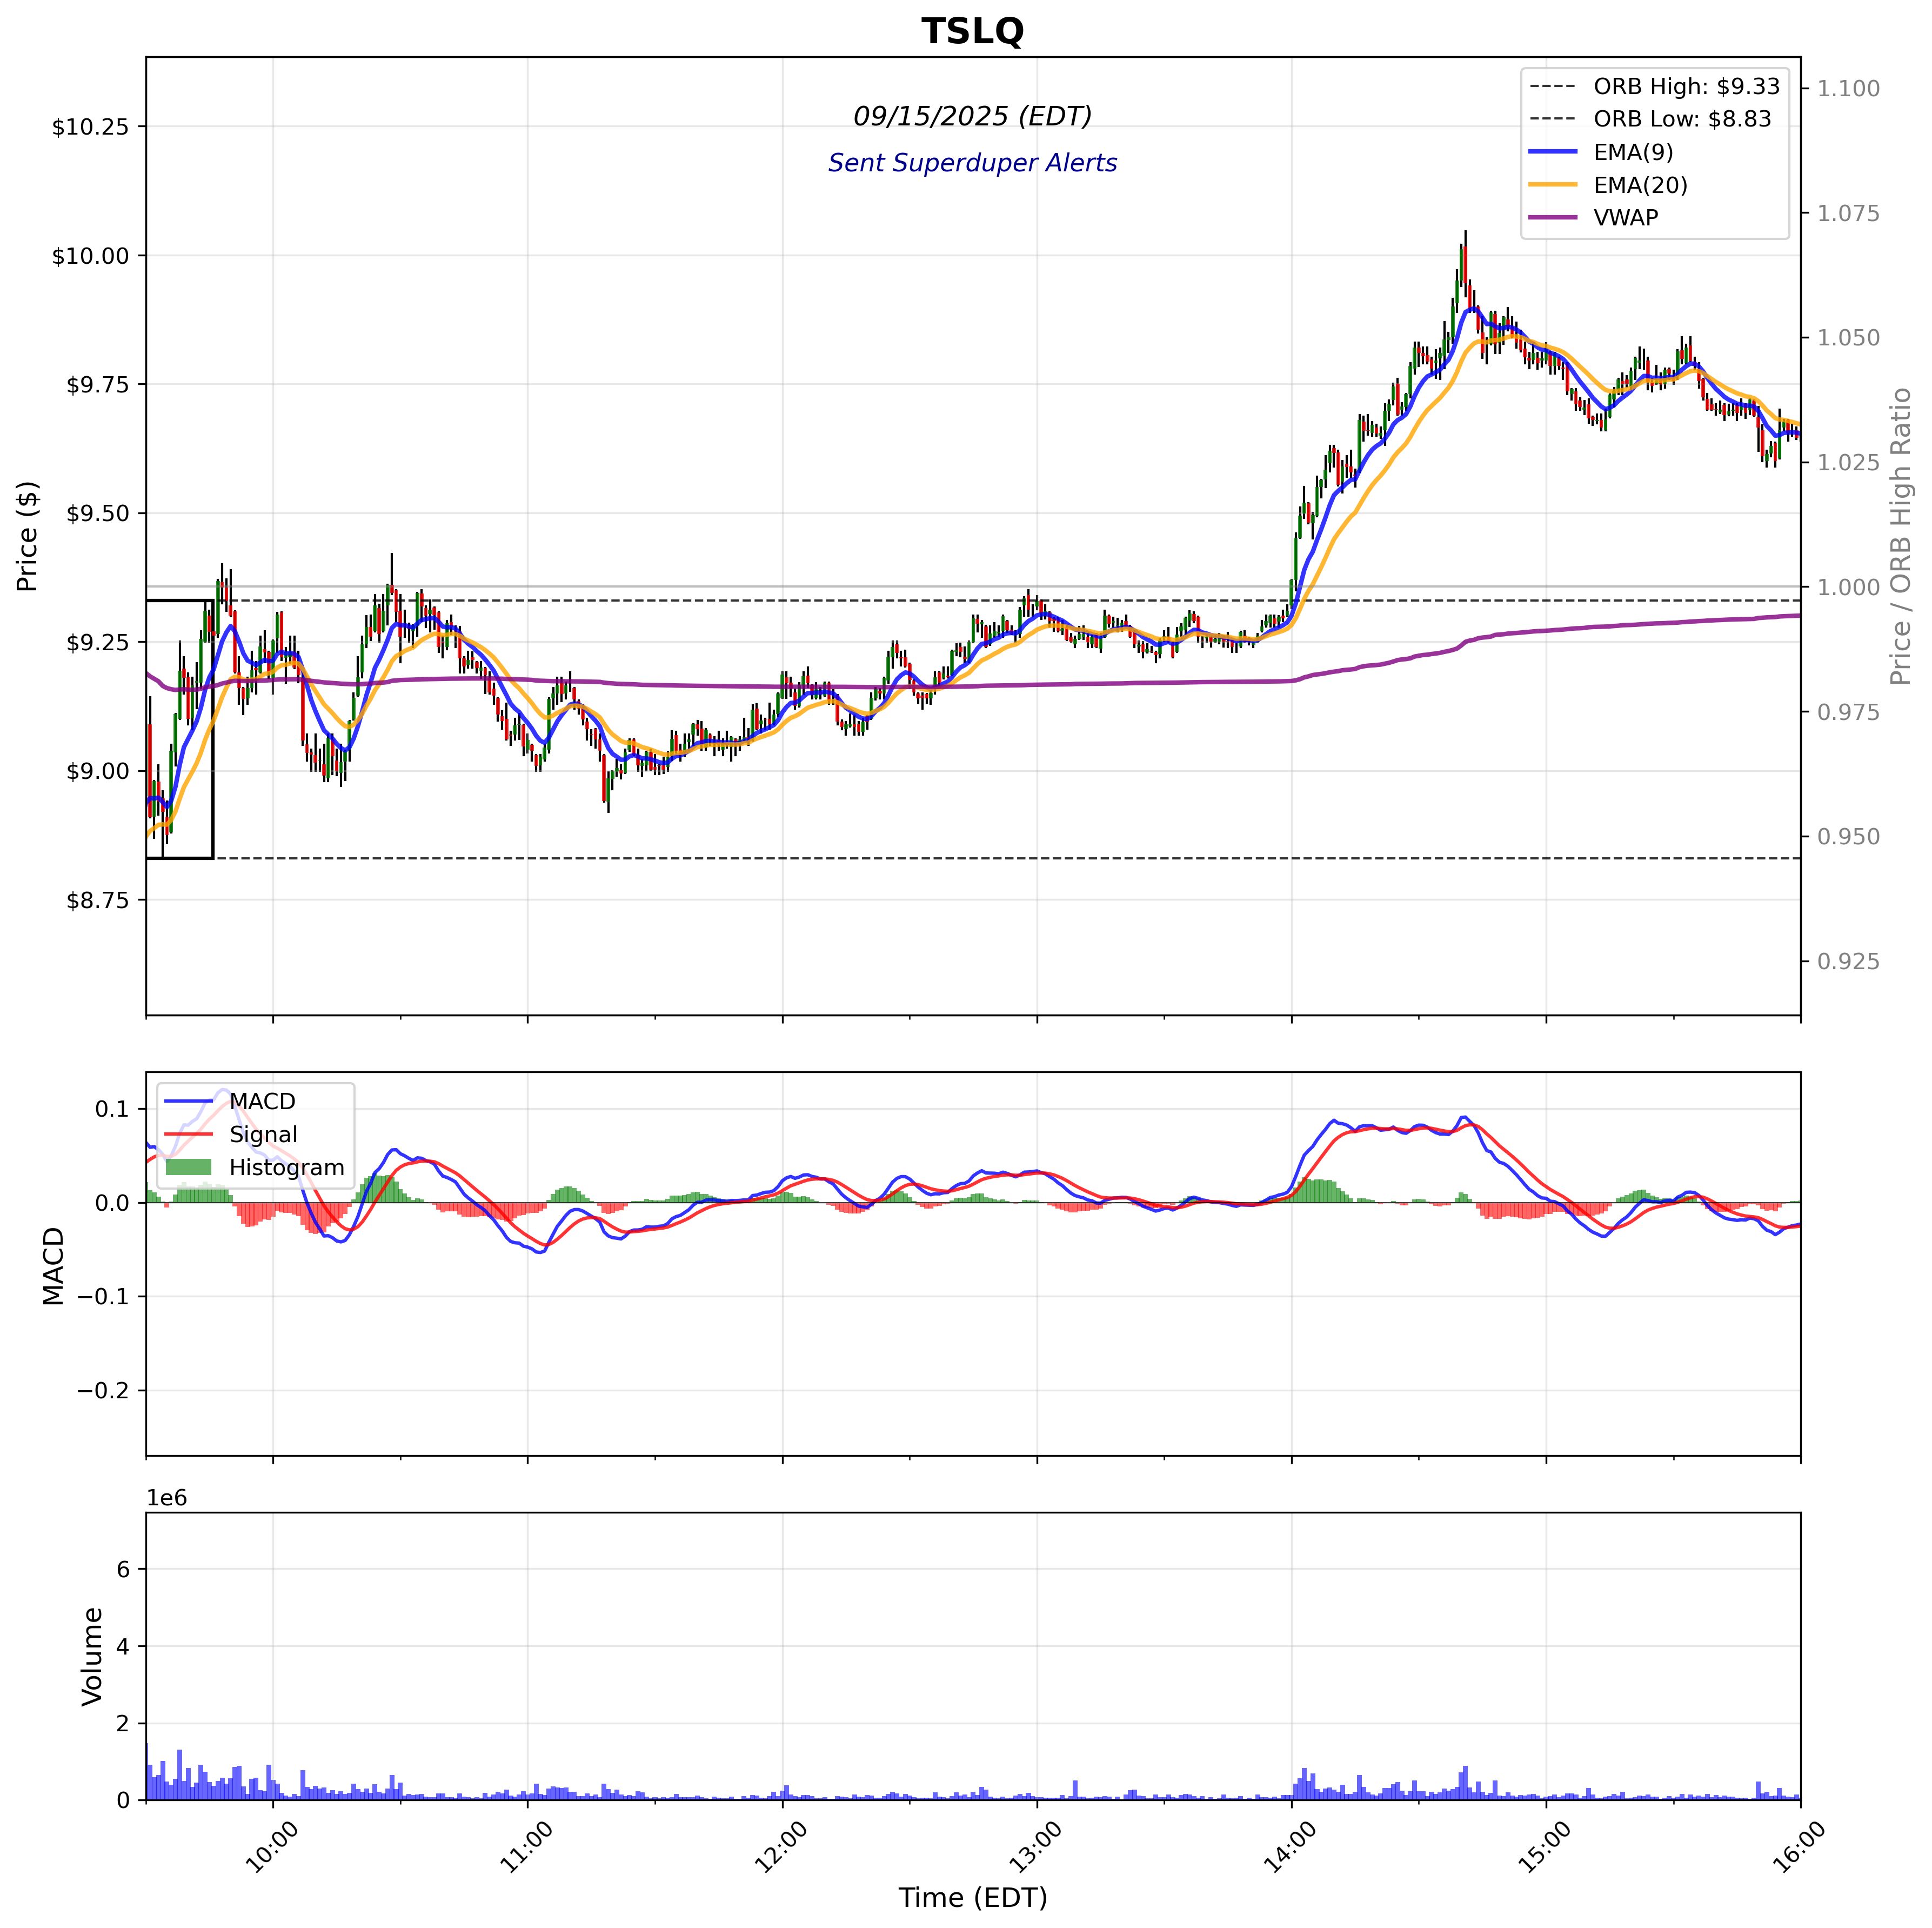 TSLQ
09/15/2025 (EDT)
Sent Superduper Alerts
ORB High: $9.33
ORB Low: $8.83
EMA(9)
EMA(20)
VWAP
Price ($)
$10.25
$10.00
$9.75
$9.50
$9.25
$9.00
$8.75
1.100
1.075
1.050
1.025
1.000
0.975
0.950
0.925
Price / ORB High Ratio
MACD
Signal
Histogram
MACD
0.1
0.0
−0.1
−0.2
1e6
Volume
6
4
2
0
10:00
11:00
12:00
13:00
14:00
15:00
16:00
Time (EDT)